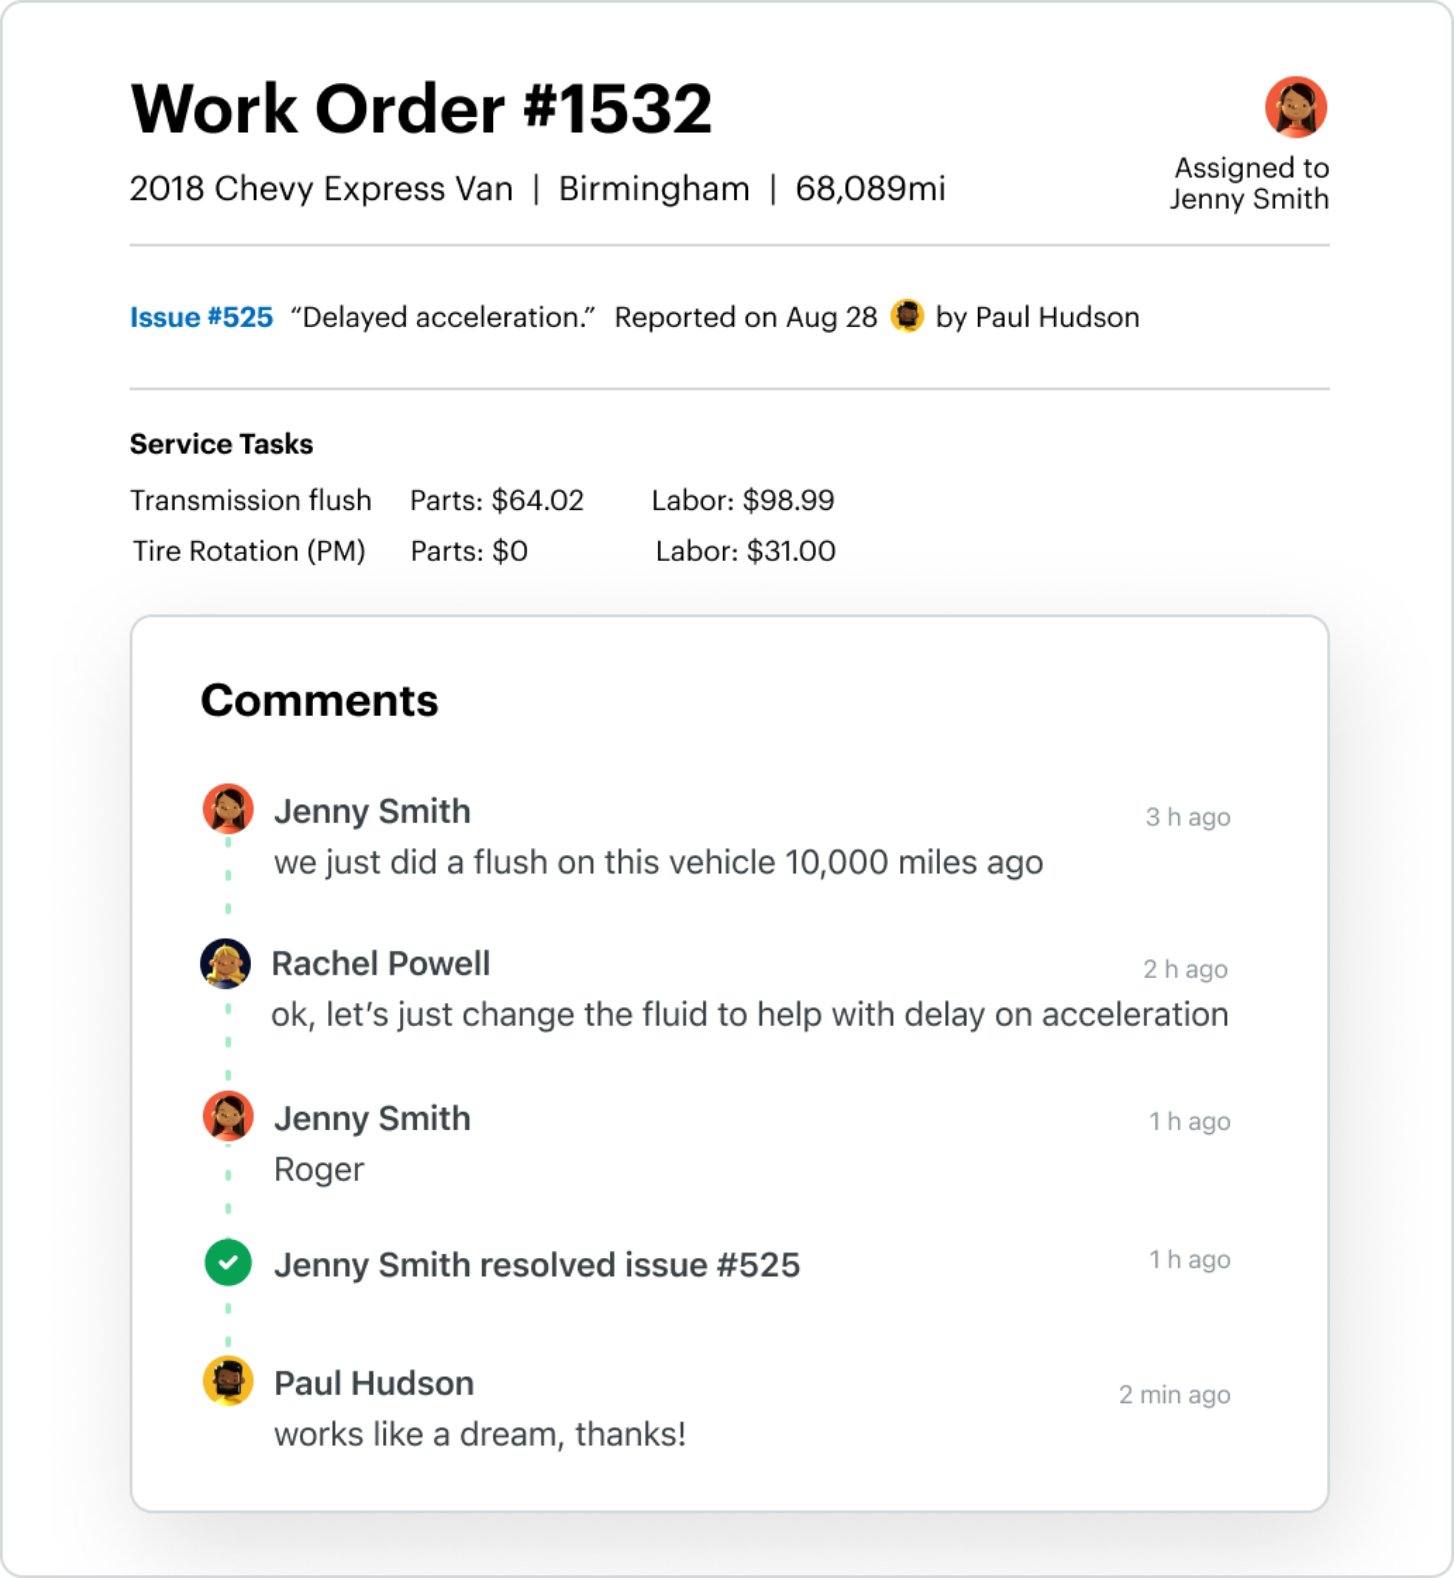 Work Order #1532
2018 Chevy Express Van | Birmingham | 68,089mi
Assigned to
Jenny Smith
Issue #525 “Delayed acceleration.” Reported on Aug 28 by Paul Hudson
Service Tasks
Transmission flush Parts: $64.02 Labor: $98.99
Tire Rotation (PM) Parts: $0 Labor: $31.00
Comments
Jenny Smith 3 h ago
we just did a flush on this vehicle 10,000 miles ago
Rachel Powell 2 h ago
ok, let’s just change the fluid to help with delay on acceleration
Jenny Smith 1 h ago
Roger
Jenny Smith resolved issue #525 1 h ago
Paul Hudson 2 min ago
works like a dream, thanks!